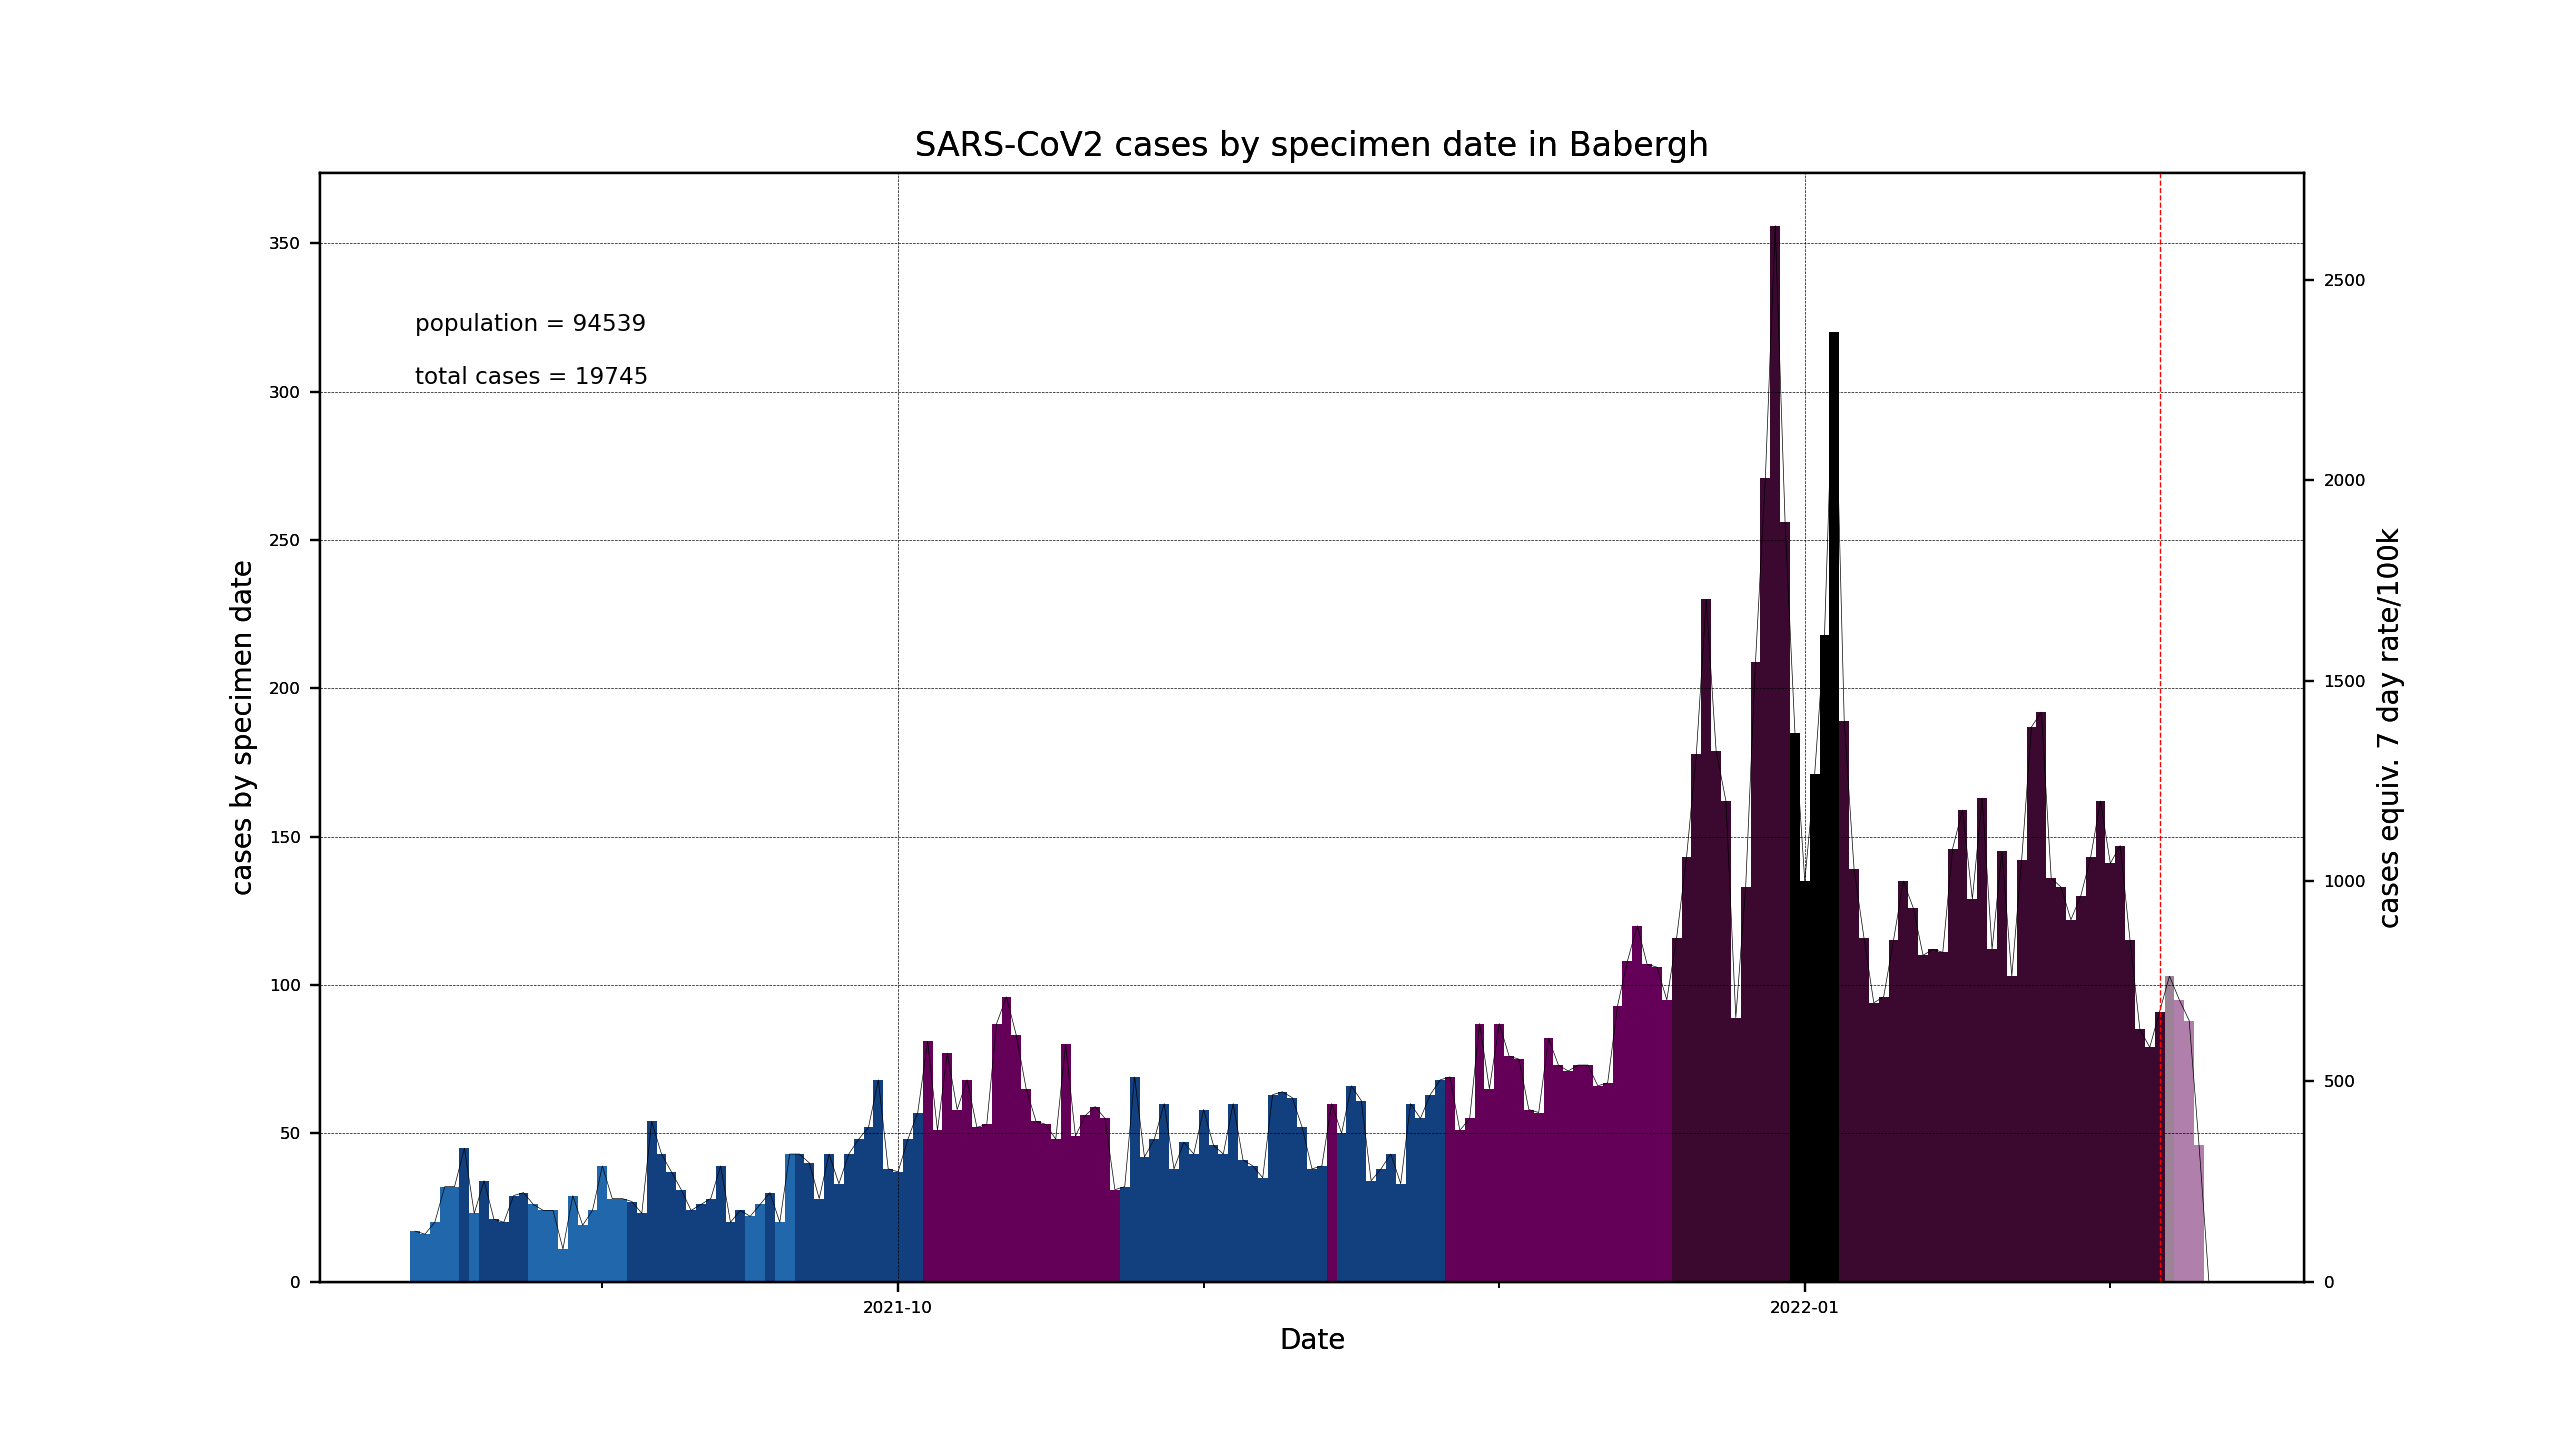 SARS-CoV2 cases by specimen date in Babergh
population = 94539
total cases = 19745
cases by specimen date
350
300
250
200
150
100
50
0
2500
2000
1500
1000
500
0
cases equiv. 7 day rate/100k
2021-10
2022-01
Date